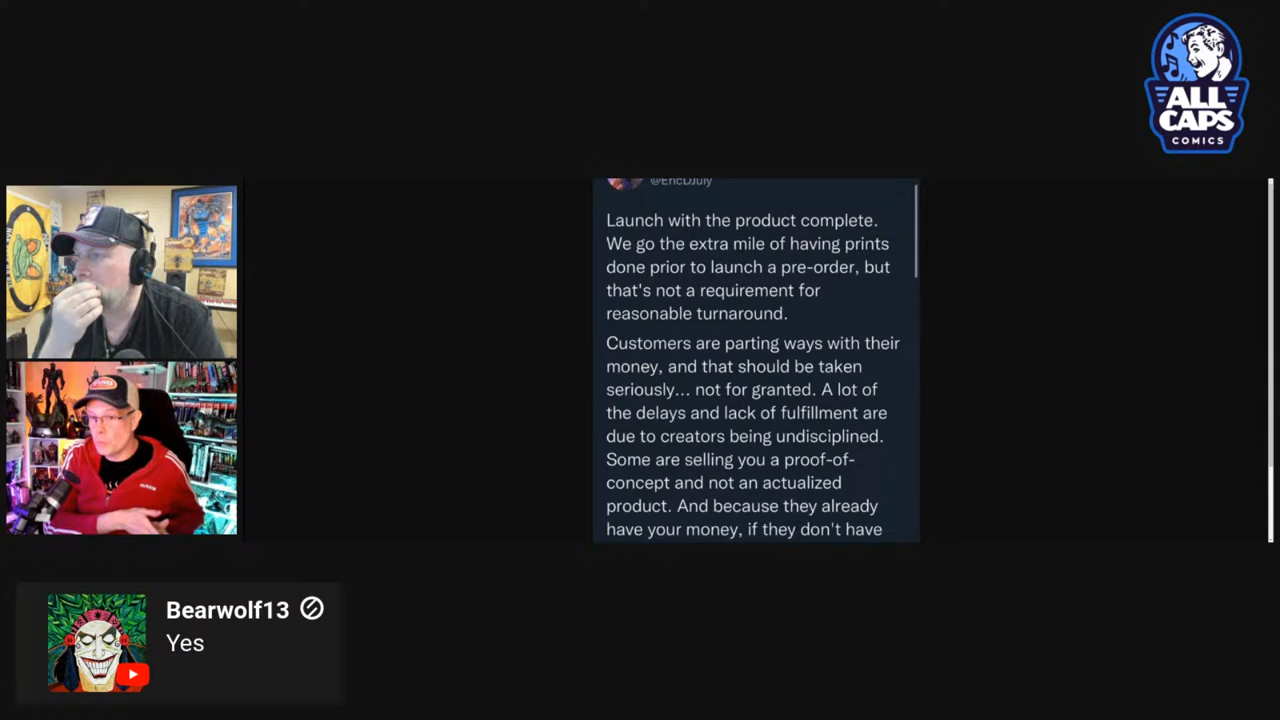 ALL
CAPS
COMICS
@EricDJuly
Launch with the product complete.
We go the extra mile of having prints
done prior to launch a pre-order, but
that's not a requirement for
reasonable turnaround.
Customers are parting ways with their
money, and that should be taken
seriously... not for granted. A lot of
the delays and lack of fulfillment are
due to creators being undisciplined.
Some are selling you a proof-of-
concept and not an actualized
product. And because they already
have your money, if they don't have
Bearwolf13
Yes